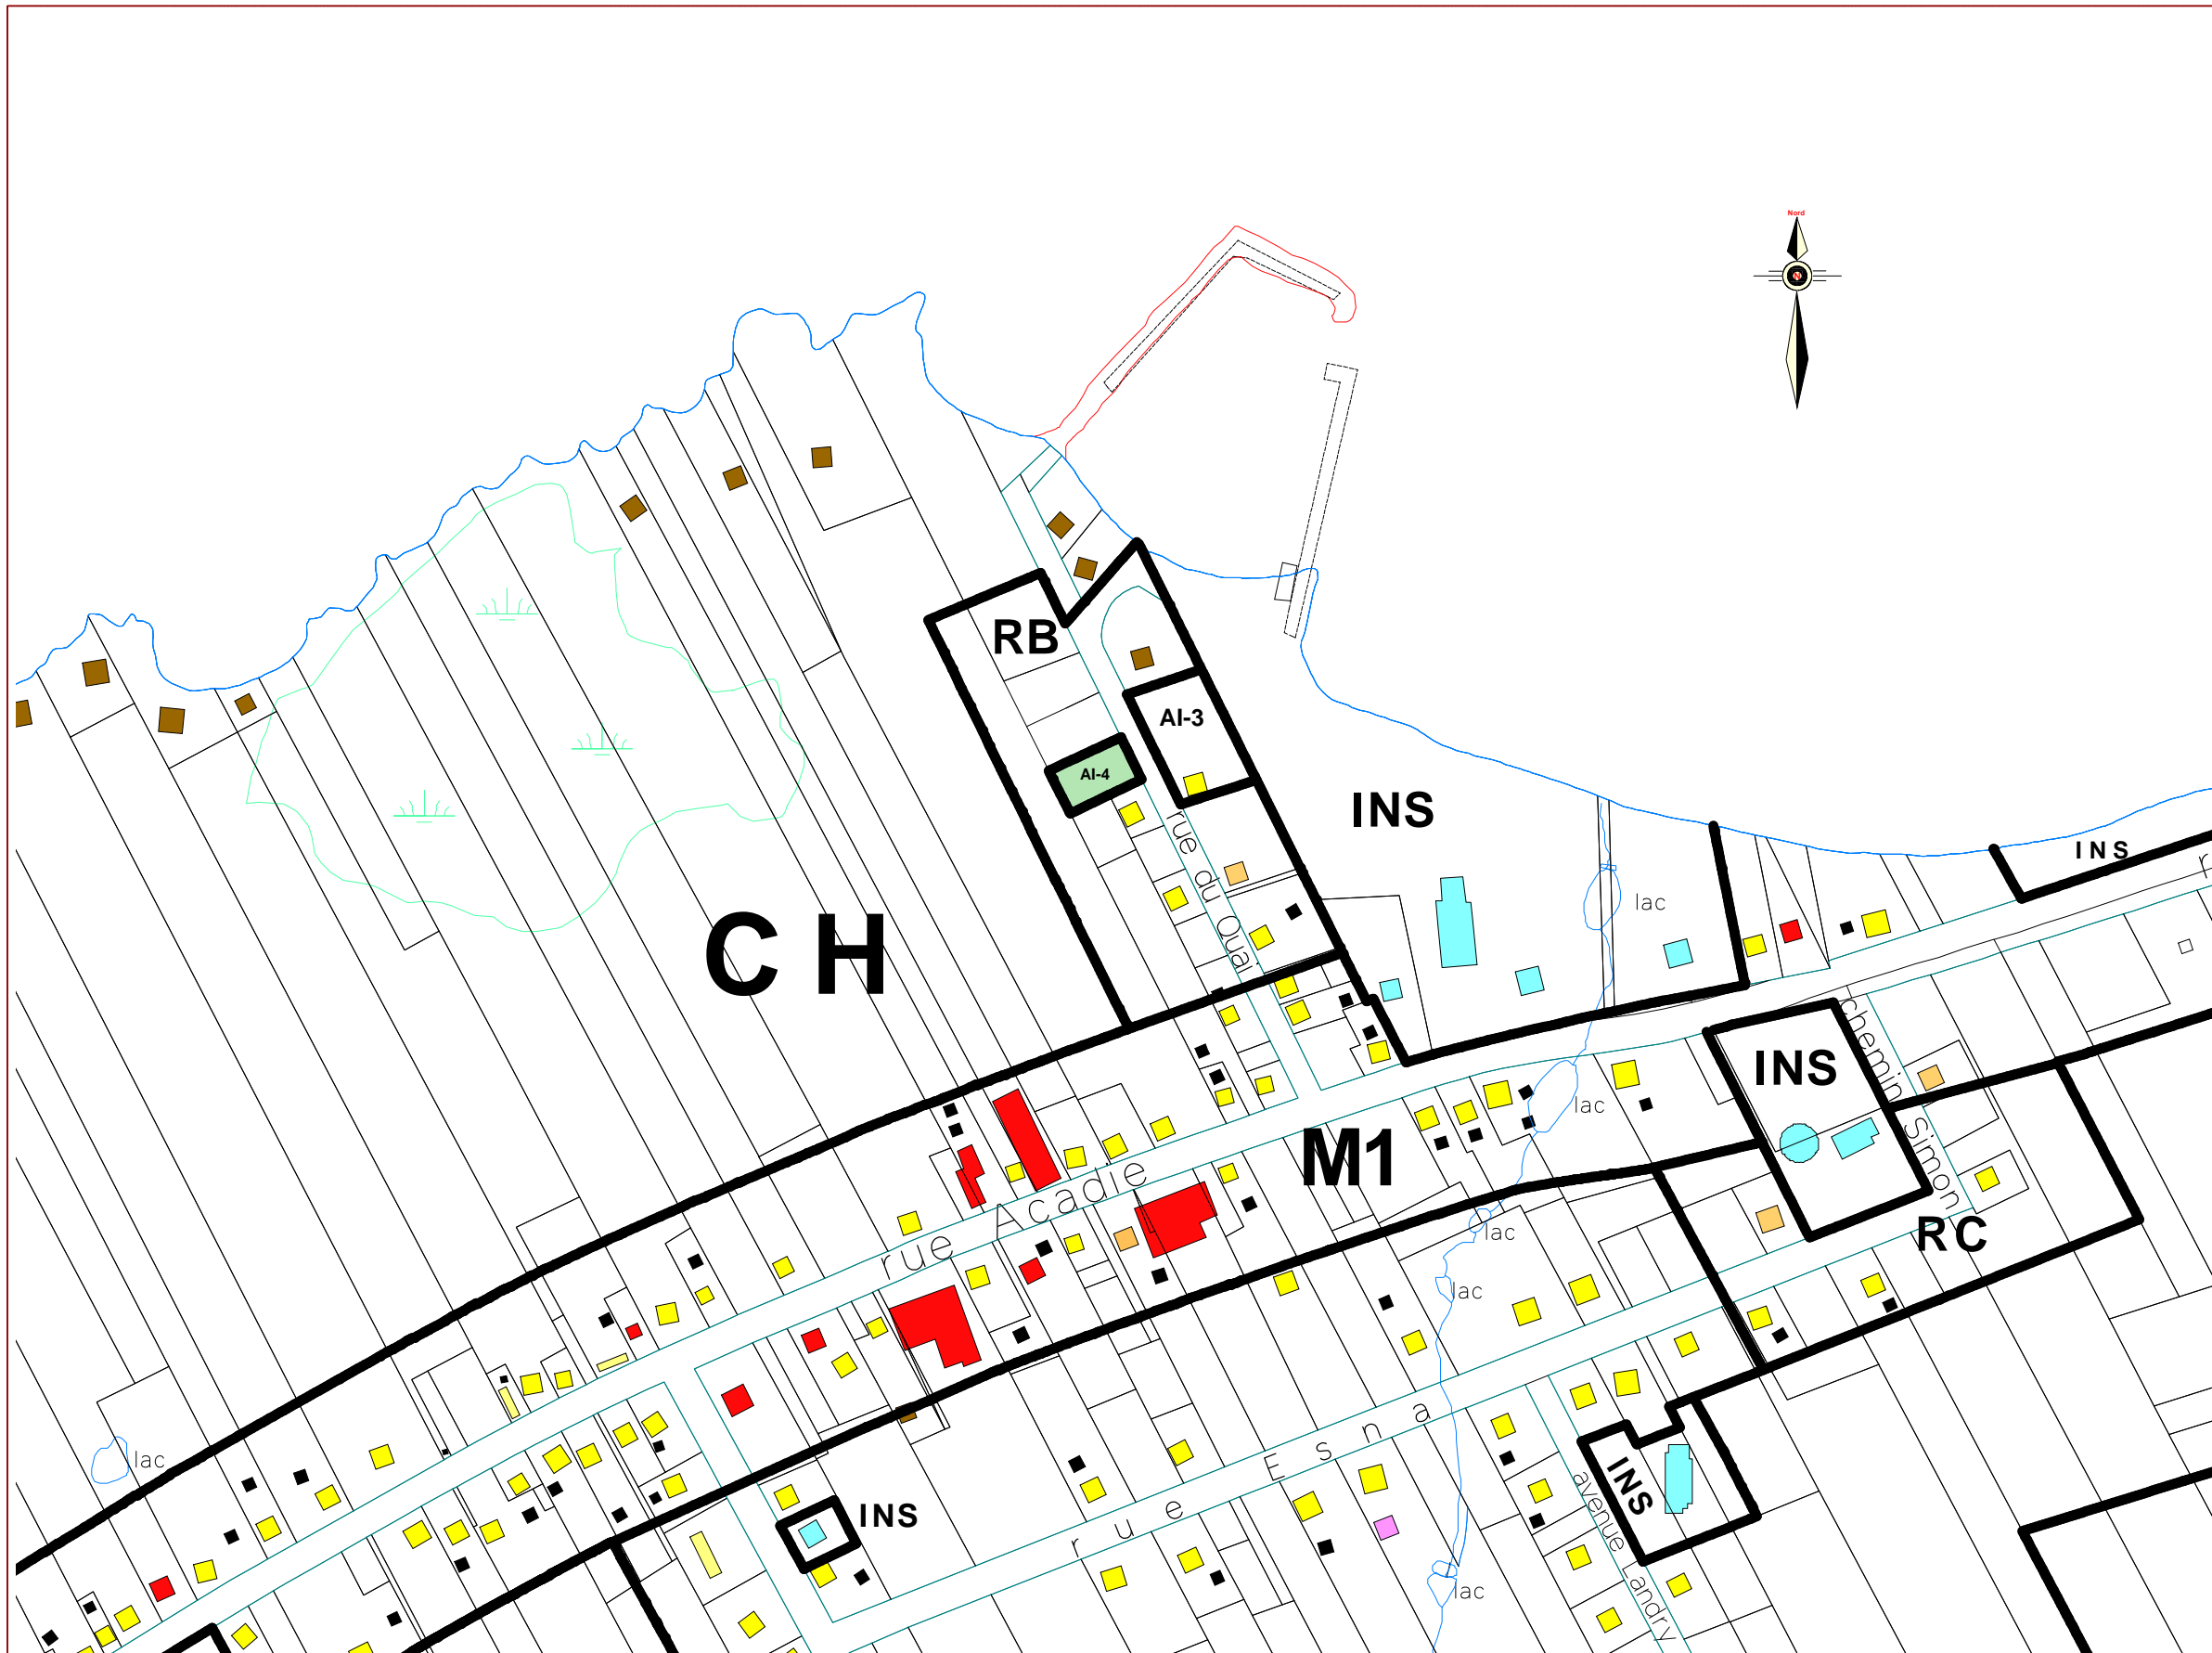 Nord
N
RB
AI-3
AI-4
rue du Quai
INS
INS
lac
C H
chemin Simon
INS
lac
M1
rue Acadie
RC
lac
lac
rue Esna
lac
INS
INS
avenue Landry
lac
r